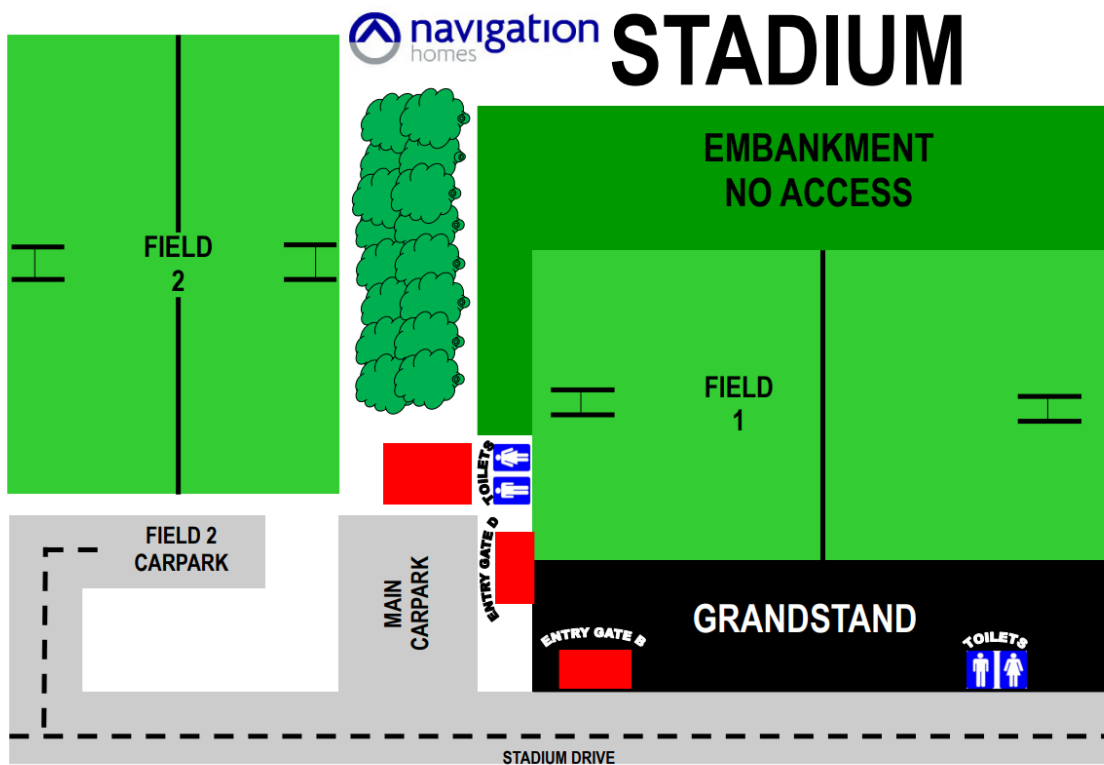 navigation
homes
STADIUM
EMBANKMENT
NO ACCESS
FIELD
2
FIELD
1
TOILETS
ENTRY GATE D
FIELD 2
CARPARK
MAIN
CARPARK
GRANDSTAND
ENTRY GATE B
TOILETS
STADIUM DRIVE